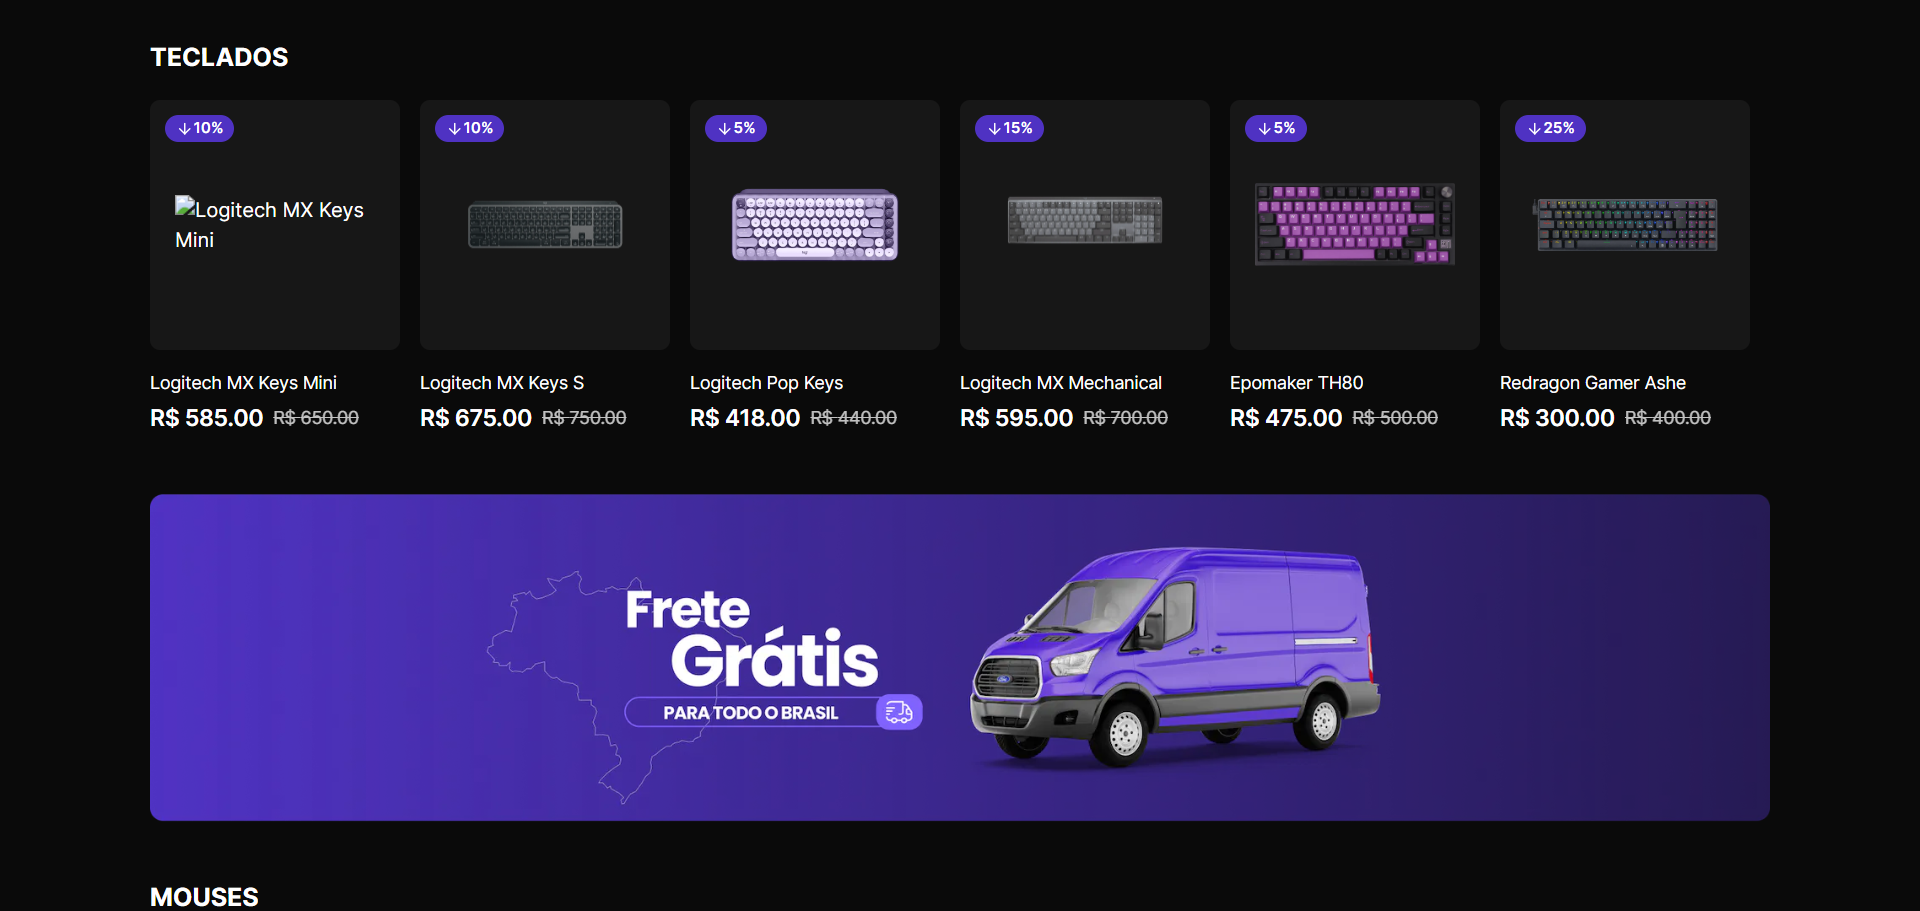 TECLADOS
↓10%
↓10%
↓5%
↓15%
↓5%
↓25%
Logitech MX Keys
Mini
Logitech MX Keys Mini
R$ 585.00 R$ 650.00
Logitech MX Keys S
R$ 675.00 R$ 750.00
Logitech Pop Keys
R$ 418.00 R$ 440.00
Logitech MX Mechanical
R$ 595.00 R$ 700.00
Epomaker TH80
R$ 475.00 R$ 500.00
Redragon Gamer Ashe
R$ 300.00 R$ 400.00
Frete
Grátis
PARA TODO O BRASIL
Ford
MOUSES